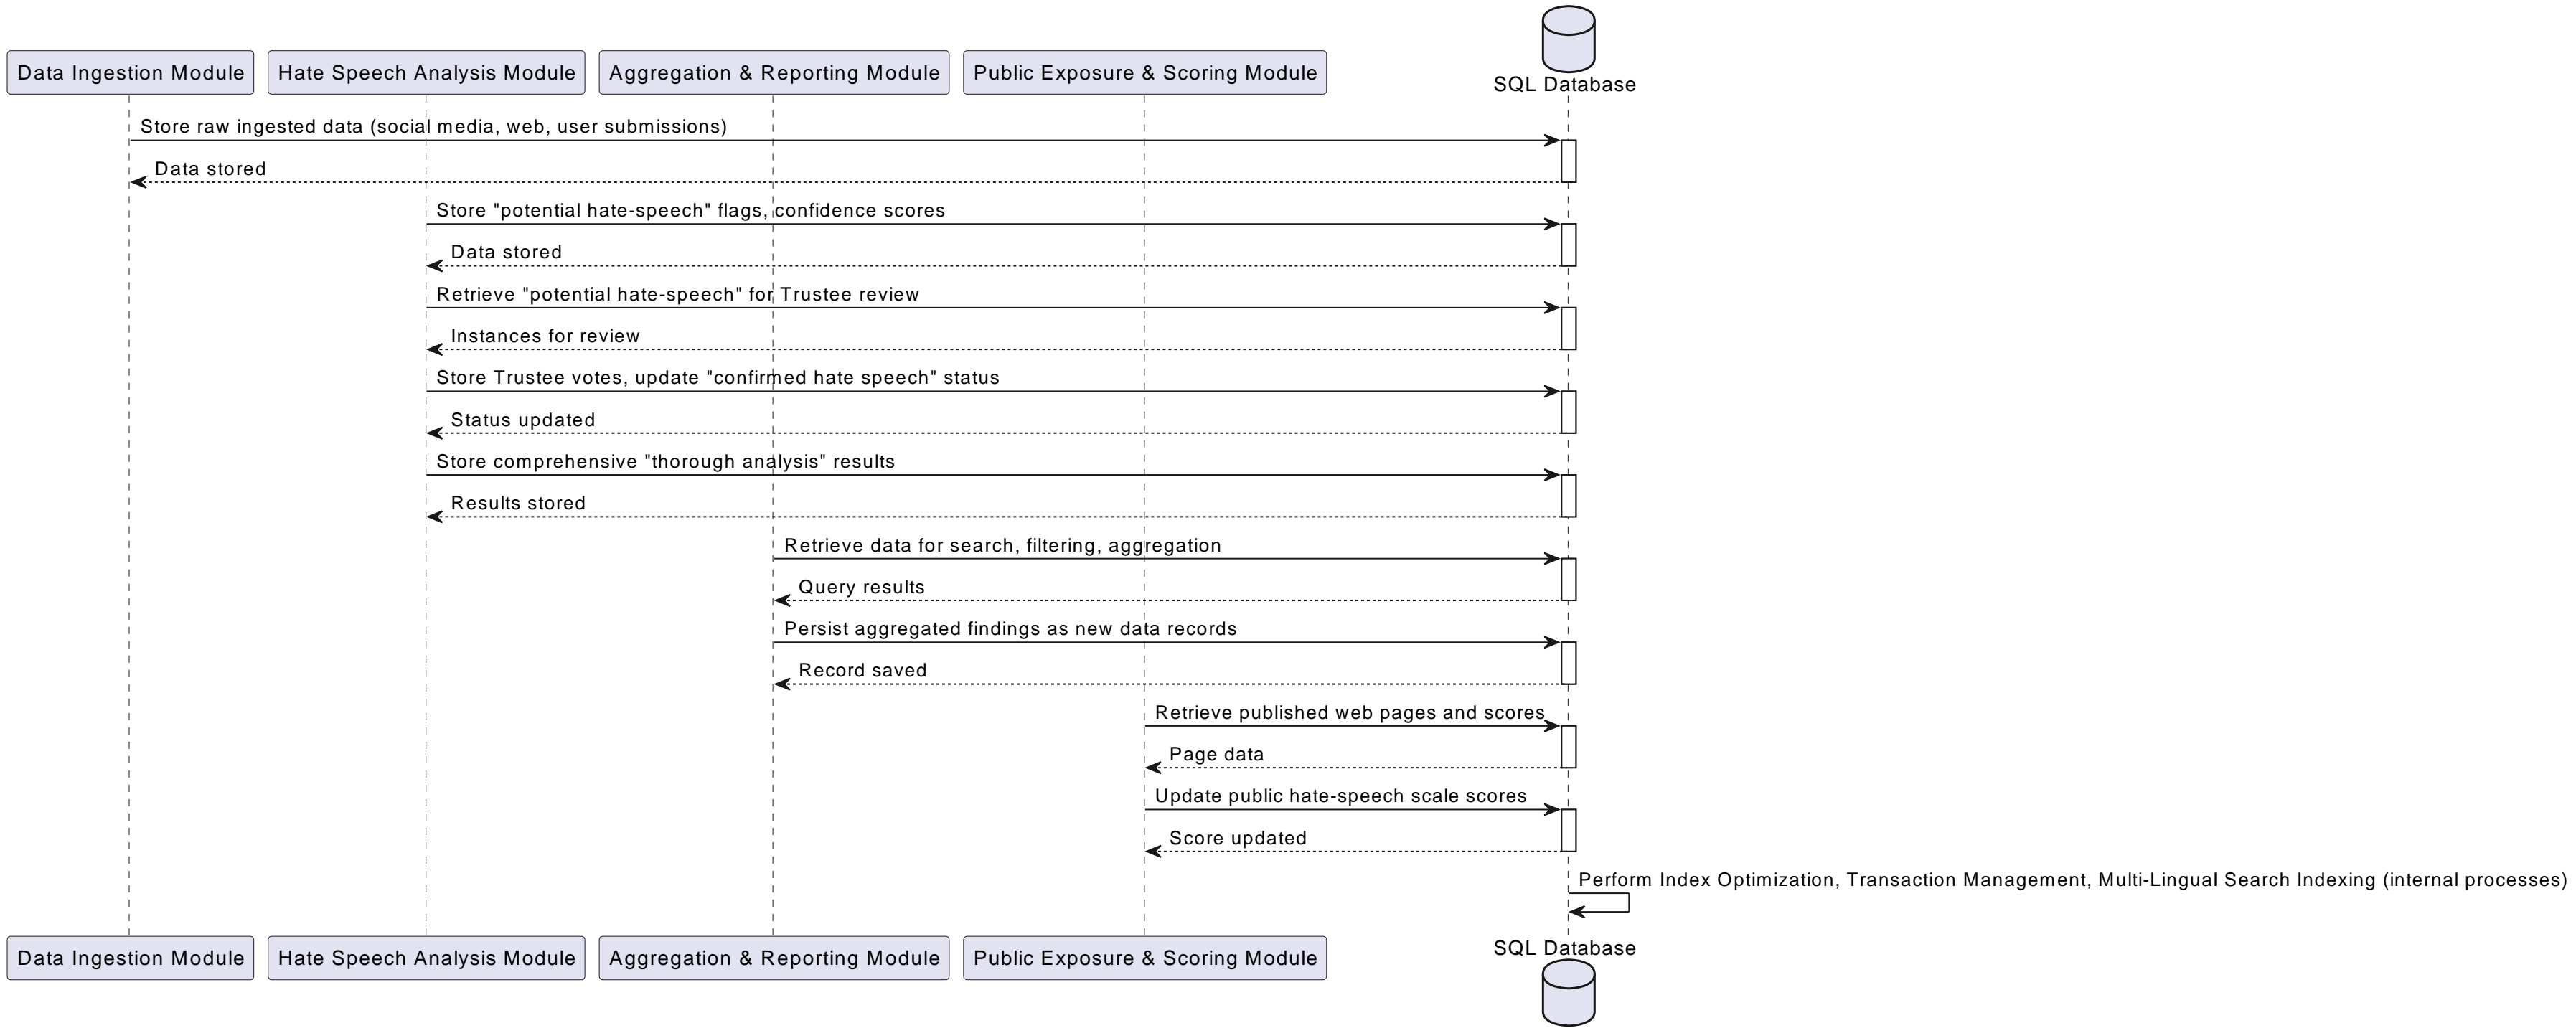 SQL Database
Data Ingestion Module
Hate Speech Analysis Module
Aggregation & Reporting Module
Public Exposure & Scoring Module
Store raw ingested data (social media, web, user submissions)
Data stored
Store "potential hate-speech" flags, confidence scores
Data stored
Retrieve "potential hate-speech" for Trustee review
Instances for review
Store Trustee votes, update "confirmed hate speech" status
Status updated
Store comprehensive "thorough analysis" results
Results stored
Retrieve data for search, filtering, aggregation
Query results
Persist aggregated findings as new data records
Record saved
Retrieve published web pages and scores
Page data
Update public hate-speech scale scores
Score updated
Perform Index Optimization, Transaction Management, Multi-Lingual Search Indexing (internal processes)
Data Ingestion Module
Hate Speech Analysis Module
Aggregation & Reporting Module
Public Exposure & Scoring Module
SQL Database